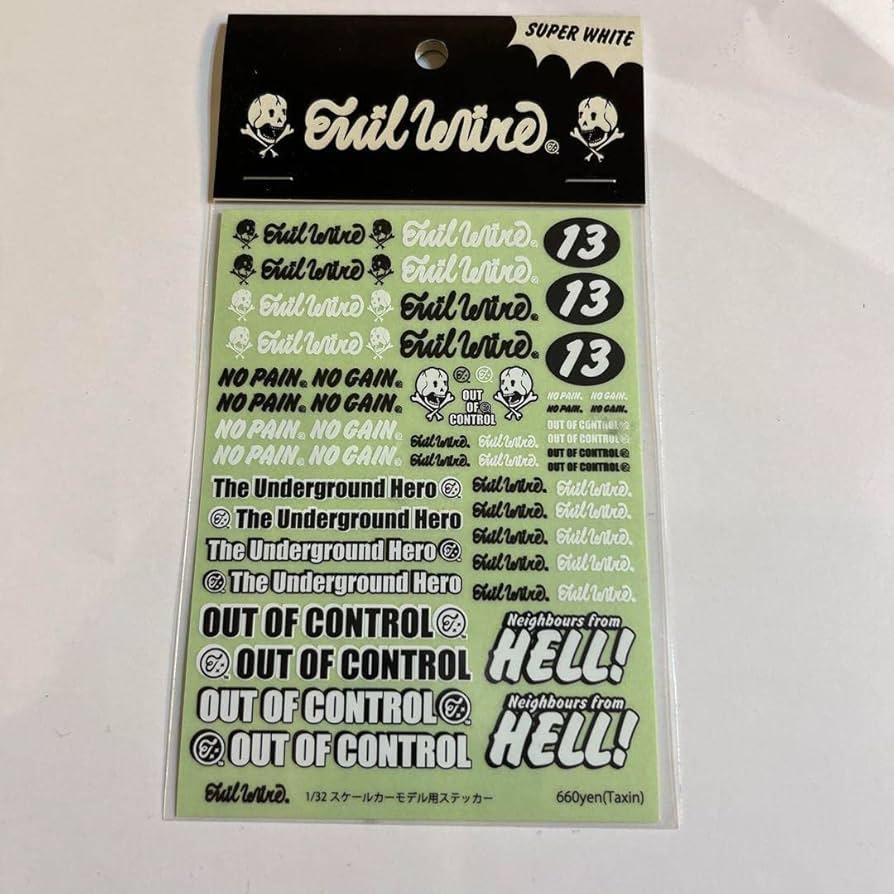 SUPER WHITE
Evil Wire
Evil Wire Evil Wire 13
Evil Wire Evil Wire
Evil Wire Evil Wire 13
Evil Wire Evil Wire 13
NO PAIN. NO GAIN.
NO PAIN. NO GAIN.
NO PAIN. NO GAIN.
NO PAIN. NO GAIN.
OUT
OF
CONTROL
NO PAIN. NO GAIN.
NO PAIN. NO GAIN.
OUT OF CONTROL
OUT OF CONTROL
OUT OF CONTROL
OUT OF CONTROL
Evil Wire. Evil Wire.
Evil Wire. Evil Wire.
The Underground Hero
The Underground Hero
The Underground Hero
The Underground Hero
Evil Wire. Evil Wire.
Evil Wire. Evil Wire.
Evil Wire. Evil Wire.
Evil Wire. Evil Wire.
Evil Wire. Evil Wire.
OUT OF CONTROL
OUT OF CONTROL
OUT OF CONTROL
OUT OF CONTROL
Neighbours from
HELL!
Neighbours from
HELL!
Evil Wire. 1/32 スケールカーモデル用ステッカー 660yen(Taxin)